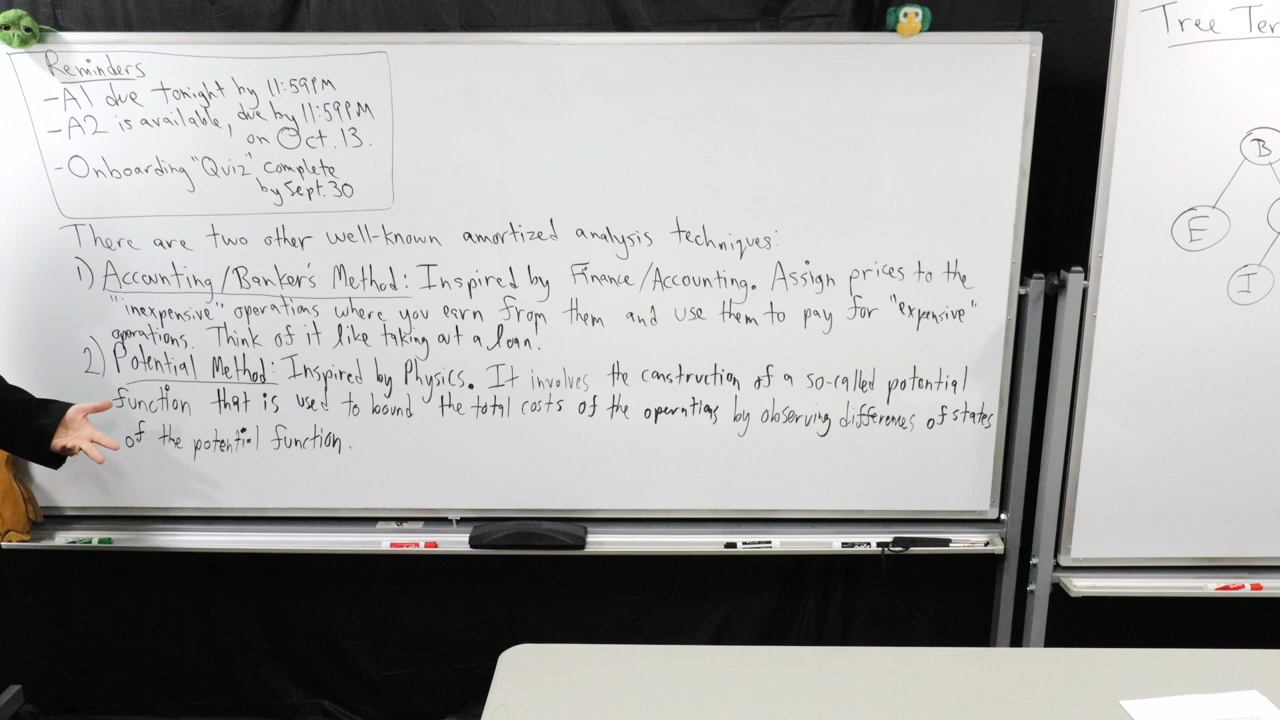 Reminders
-A1 due tonight by 11:59PM
-A2 is available, due by 11:59PM
on Oct. 13.
-Onboarding "Quiz" complete
by Sept. 30
There are two other well-known amortized analysis techniques:
1) Accounting/Banker's Method: Inspired by Finance/Accounting. Assign prices to the
"inexpensive" operations where you earn from them and use them to pay for "expensive"
operations. Think of it like taking out a loan.
2) Potential Method: Inspired by Physics. It involves the construction of a so-called potential
function that is used to bound the total costs of the operations by observing differences of states
of the potential function.
Tree Ter
B
E
I